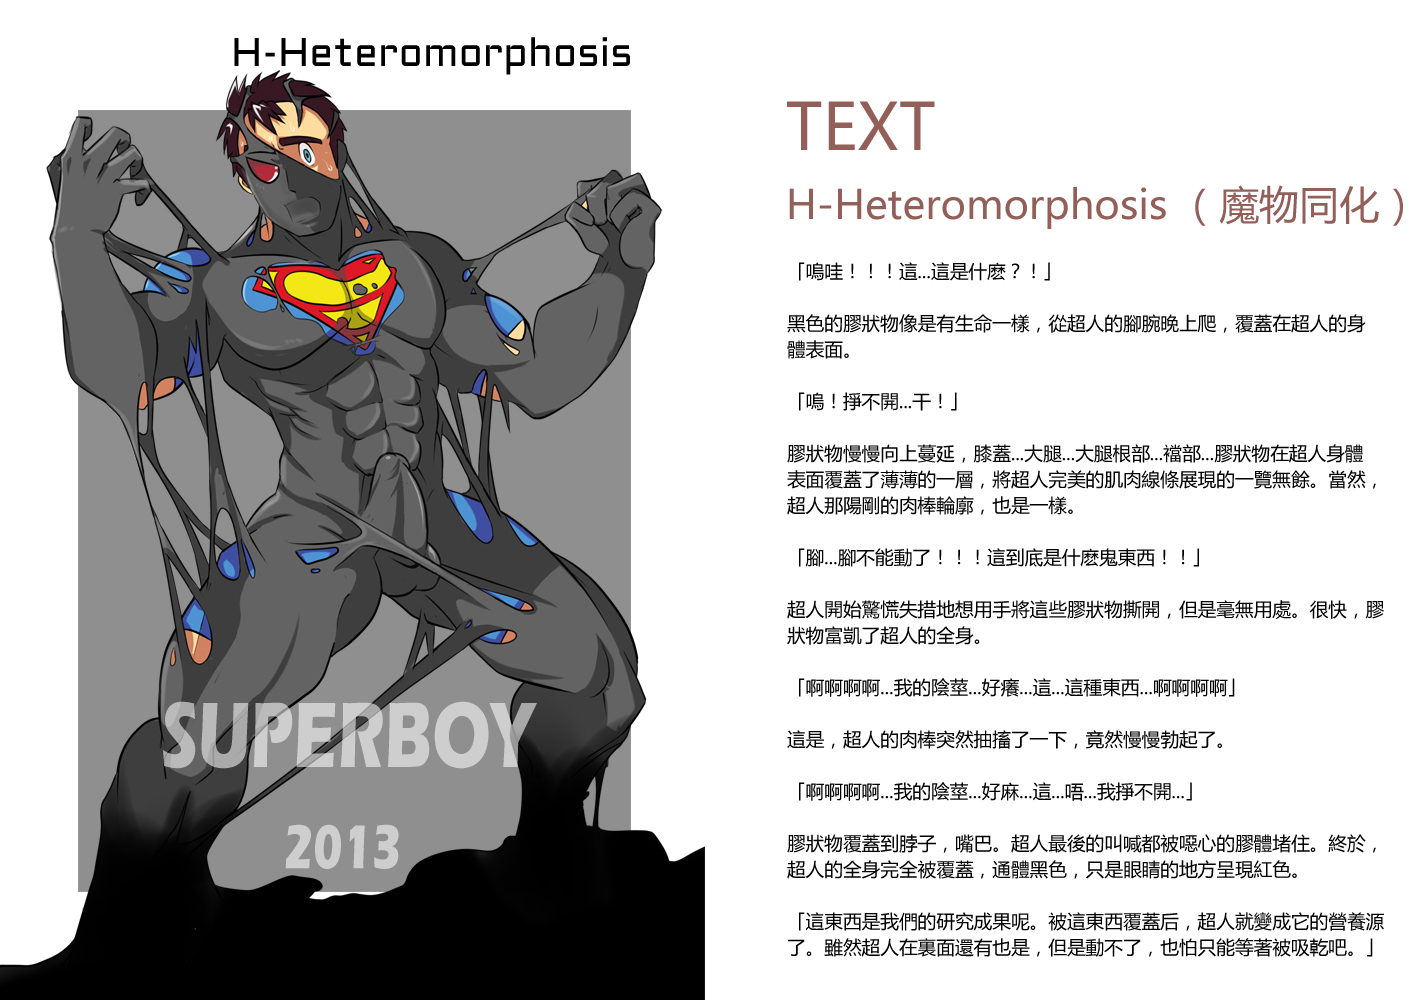 H-Heteromorphosis
SUPERBOY
2013
TEXT
H-Heteromorphosis （魔物同化）
「嗚哇！！！這...這是什麽？！」
黑色的膠狀物像是有生命一樣，從超人的腳腕晚上爬，覆蓋在超人的身
體表面。
「嗚！掙不開...干！」
膠狀物慢慢向上蔓延，膝蓋...大腿...大腿根部...襠部...膠狀物在超人身體
表面覆蓋了薄薄的一層，將超人完美的肌肉線條展現的一覽無餘。當然，
超人那陽剛的肉棒輪廓，也是一樣。
「腳...腳不能動了！！！這到底是什麽鬼東西！！」
超人開始驚慌失措地想用手將這些膠狀物撕開，但是毫無用處。很快，膠
狀物富凱了超人的全身。
「啊啊啊啊...我的陰莖...好癢...這...這種東西...啊啊啊啊」
這是，超人的肉棒突然抽搐了一下，竟然慢慢勃起了。
「啊啊啊啊...我的陰莖...好麻...這...唔...我掙不開...」
膠狀物覆蓋到脖子，嘴巴。超人最後的叫喊都被噁心的膠體堵住。終於，
超人的全身完全被覆蓋，通體黑色，只是眼睛的地方呈現紅色。
「這東西是我們的研究成果呢。被這東西覆蓋后，超人就變成它的營養源
了。雖然超人在裏面還有也是，但是動不了，也怕只能等著被吸乾吧。」